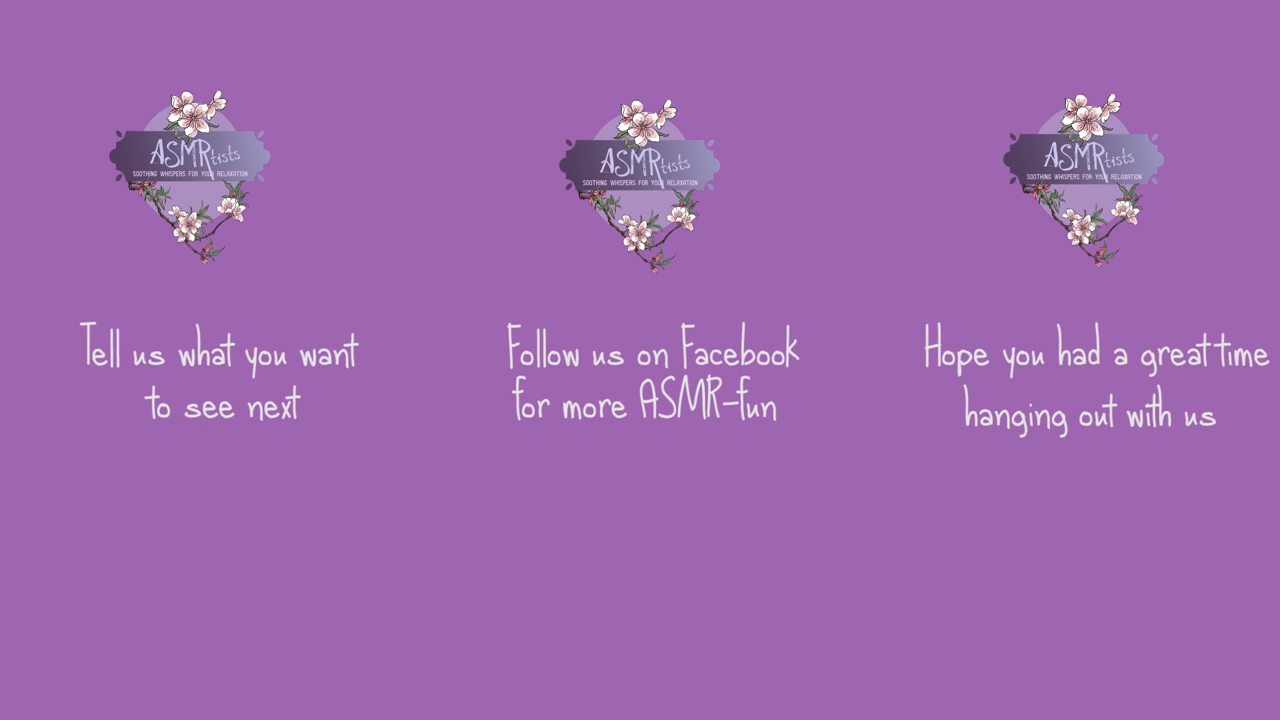 ASMRtists
SOOTHING WHISPERS FOR YOUR RELAXATION
Tell us what you want
to see next
ASMRtists
SOOTHING WHISPERS FOR YOUR RELAXATION
Follow us on Facebook
for more ASMR-fun
ASMRtists
SOOTHING WHISPERS FOR YOUR RELAXATION
Hope you had a great time
hanging out with us